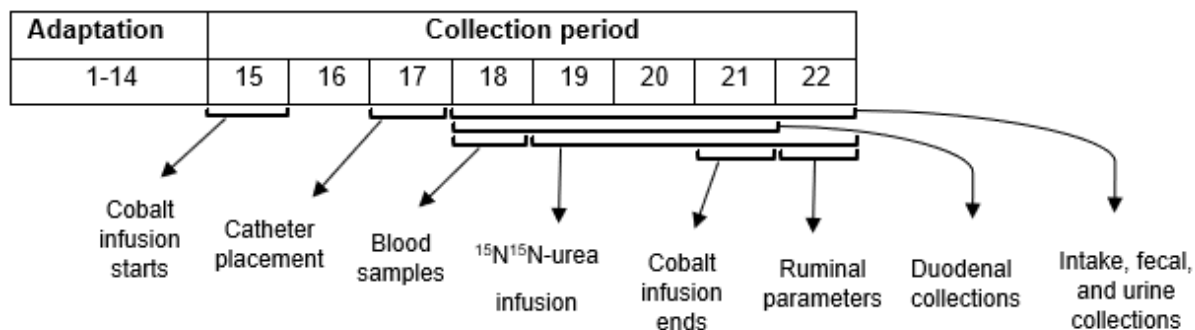 Adaptation Collection period
1-14 15 16 17 18 19 20 21 22
Cobalt
infusion
starts
Catheter
placement
Blood
samples
¹⁵N¹⁵N-urea
infusion
Cobalt
infusion
ends
Ruminal
parameters
Duodenal
collections
Intake, fecal,
and urine
collections